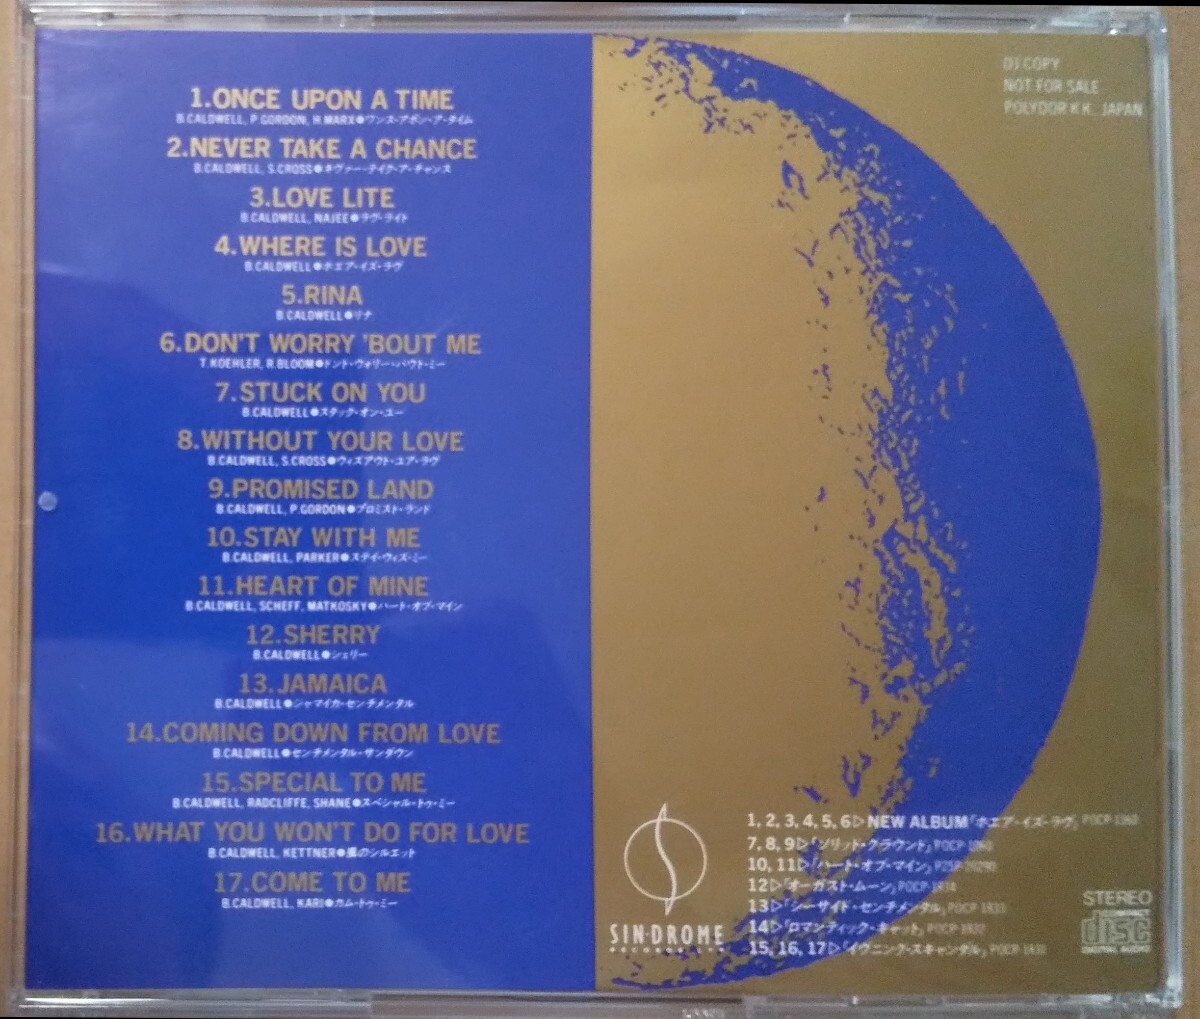 1.ONCE UPON A TIME
B.CALDWELL, P.GORDON, H.MARX●ワンス・アポン・ア・タイム
2.NEVER TAKE A CHANCE
B.CALDWELL, S.CROSS●ネヴァー・テイク・ア・チャンス
3.LOVE LITE
B.CALDWELL, NAJEE●ラヴ・ライト
4.WHERE IS LOVE
B.CALDWELL●ホエア・イズ・ラヴ
5.RINA
B.CALDWELL●リナ
6.DON'T WORRY 'BOUT ME
T.KOEHLER, R.BLOOM●ドント・ウォリー・バウト・ミー
7.STUCK ON YOU
B.CALDWELL●スタック・オン・ユー
8.WITHOUT YOUR LOVE
B.CALDWELL, S.CROSS●ウィズアウト・ユア・ラヴ
9.PROMISED LAND
B.CALDWELL, P.GORDON●プロミスト・ランド
10.STAY WITH ME
B.CALDWELL, PARKER●ステイ・ウィズ・ミー
11.HEART OF MINE
B.CALDWELL, SCHEFF, MATKOSKY●ハート・オブ・マイン
12.SHERRY
B.CALDWELL●シェリー
13.JAMAICA
B.CALDWELL●ジャマイカ・センチメンタル
14.COMING DOWN FROM LOVE
B.CALDWELL●センチメンタル・サンダウン
15.SPECIAL TO ME
B.CALDWELL, RADCLIFFE, SHANE●スペシャル・トゥ・ミー
16.WHAT YOU WON'T DO FOR LOVE
B.CALDWELL, KETTNER●風のシルエット
17.COME TO ME
B.CALDWELL, KARI●カム・トゥ・ミー
DJ COPY
NOT FOR SALE
POLYDOR K.K. JAPAN
SIN-DROME
1, 2, 3, 4, 5, 6▷NEW ALBUM「ホエア・イズ・ラヴ」
7, 8, 9▷「ソリッド・グラウンド」
10, 11▷「ハート・オブ・マイン」
12▷「オーガスト・ムーン」
13▷「シーサイド・センチメンタル」
14▷「ロマンティック・キャット」
15, 16, 17▷「イヴニング・スキャンダル」
STEREO
COMPACT
disc
DIGITAL AUDIO